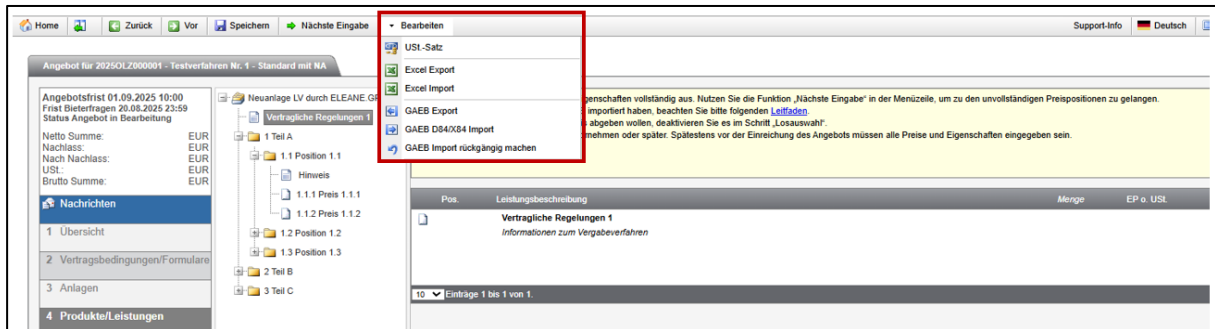 Home
Zurück
Vor
Speichern
Nächste Eingabe
Bearbeiten
Support-Info
Deutsch
USt.-Satz
Excel Export
Excel Import
GAEB Export
GAEB D84/X84 Import
GAEB Import rückgängig machen
Angebot für 2025OLZ000001 - Testverfahren Nr. 1 - Standard mit NA
Angebotsfrist 01.09.2025 10:00
Frist Bieterfragen 20.08.2025 23:59
Status Angebot in Bearbeitung
Netto Summe: EUR
Nachlass: EUR
Nach Nachlass: EUR
USt.: EUR
Brutto Summe: EUR
Nachrichten
1 Übersicht
2 Vertragsbedingungen/Formulare
3 Anlagen
4 Produkte/Leistungen
Neuanlage LV durch ELEANE.GP
Vertragliche Regelungen 1
1 Teil A
1.1 Position 1.1
Hinweis
1.1.1 Preis 1.1.1
1.1.2 Preis 1.1.2
1.2 Position 1.2
1.3 Position 1.3
2 Teil B
3 Teil C
genschaften vollständig aus. Nutzen Sie die Funktion „Nächste Eingabe“ in der Menüzeile, um zu den unvollständigen Preispositionen zu gelangen.
importiert haben, beachten Sie bitte folgenden Leitfaden.
abgeben wollen, deaktivieren Sie es im Schritt „Losauswahl“.
rnehmen oder später. Spätestens vor der Einreichung des Angebots müssen alle Preise und Eigenschaften eingegeben sein.
Pos. Leistungsbeschreibung Menge EP o. USt.
Vertragliche Regelungen 1
Informationen zum Vergabeverfahren
10 Einträge 1 bis 1 von 1.